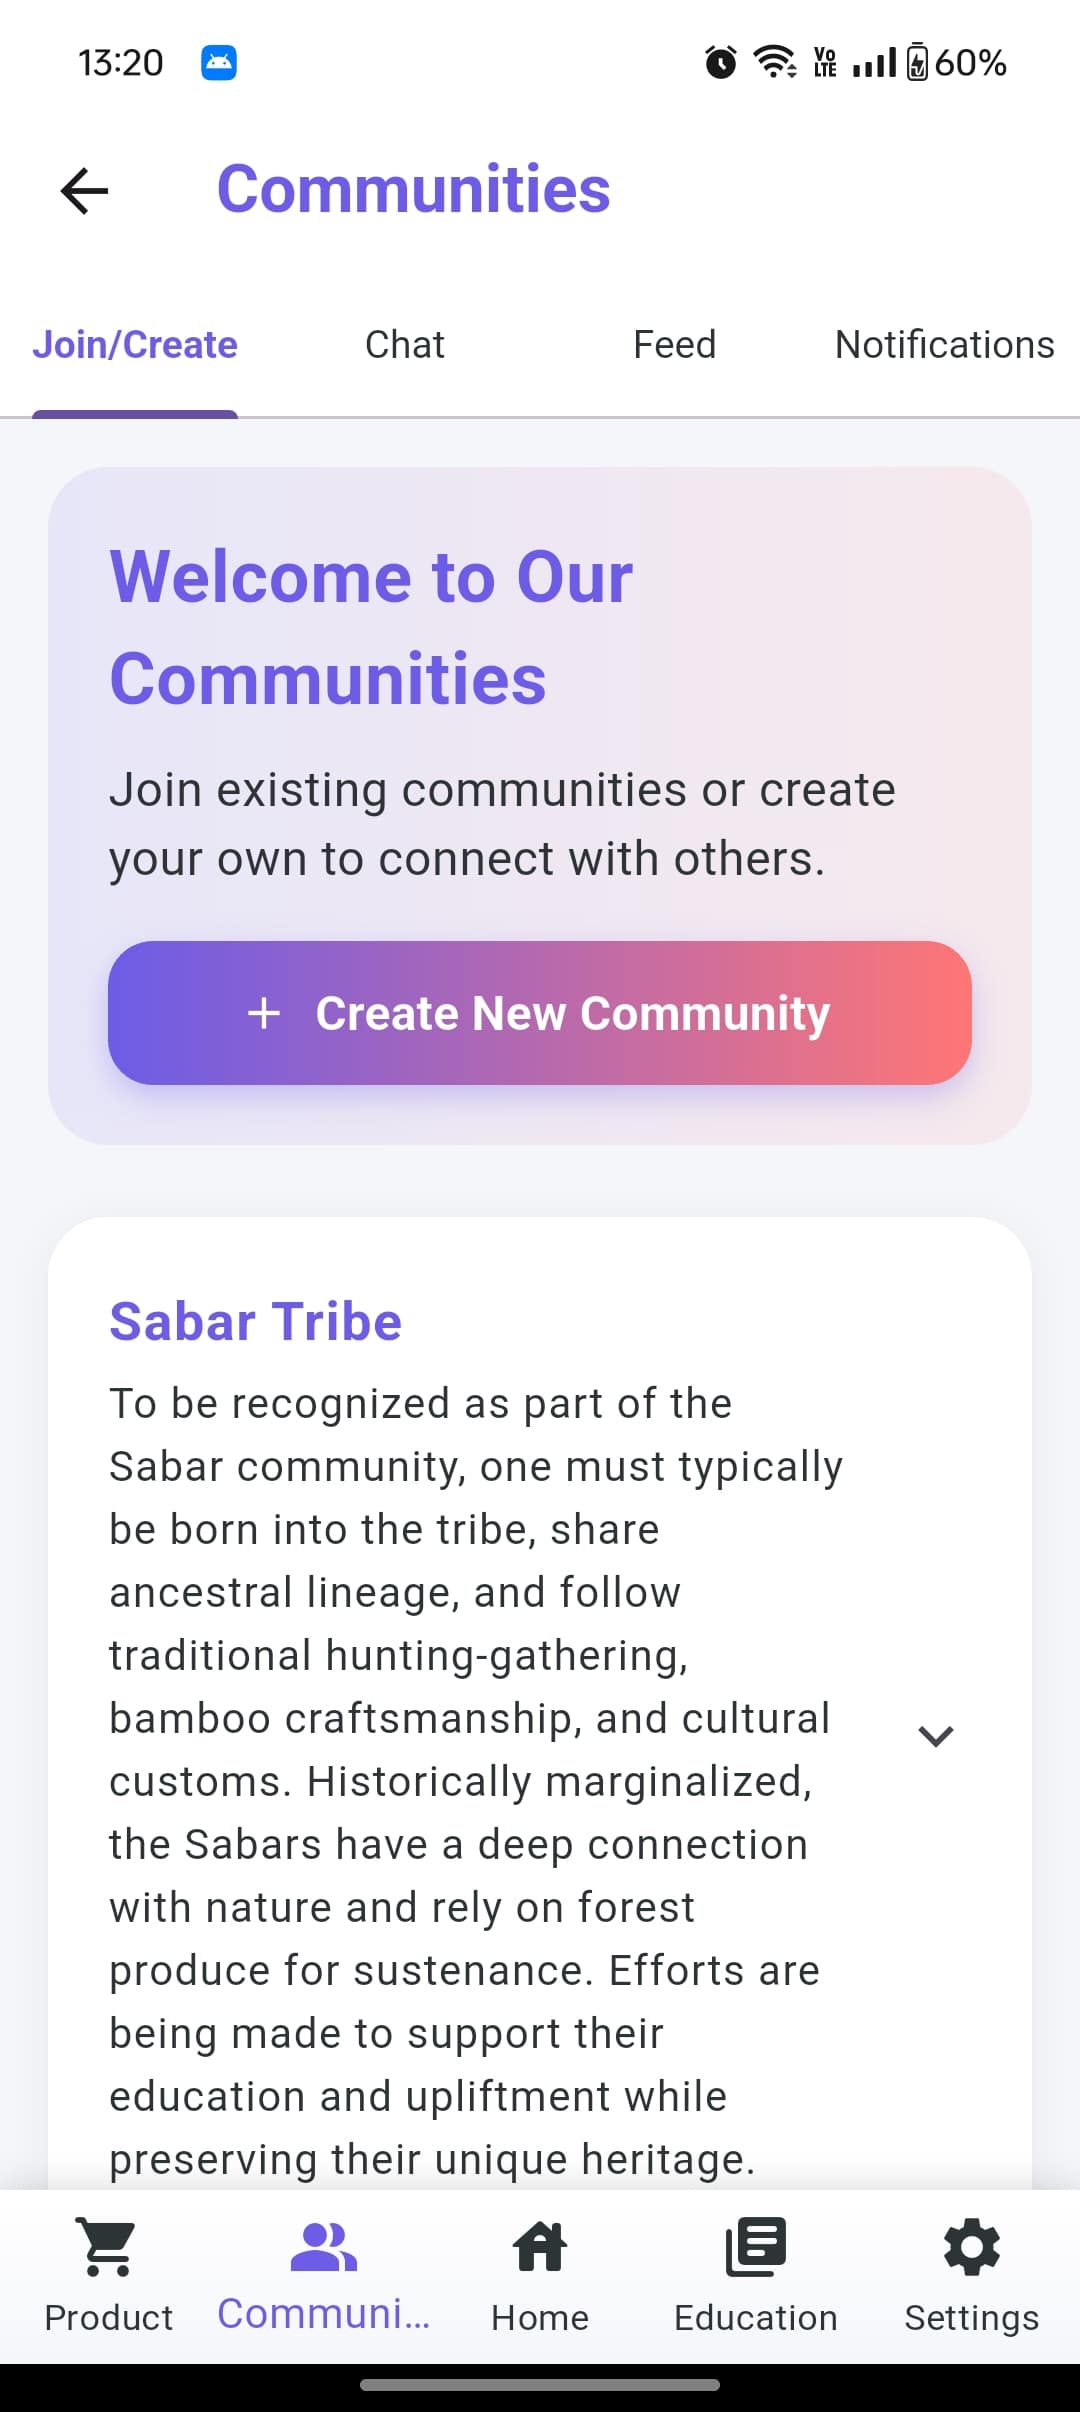 13:20
VO LTE 60%
Communities
Join/Create Chat Feed Notifications
Welcome to Our
Communities
Join existing communities or create
your own to connect with others.
+ Create New Community
Sabar Tribe
To be recognized as part of the
Sabar community, one must typically
be born into the tribe, share
ancestral lineage, and follow
traditional hunting-gathering,
bamboo craftsmanship, and cultural
customs. Historically marginalized,
the Sabars have a deep connection
with nature and rely on forest
produce for sustenance. Efforts are
being made to support their
education and upliftment while
preserving their unique heritage.
Product Communi... Home Education Settings